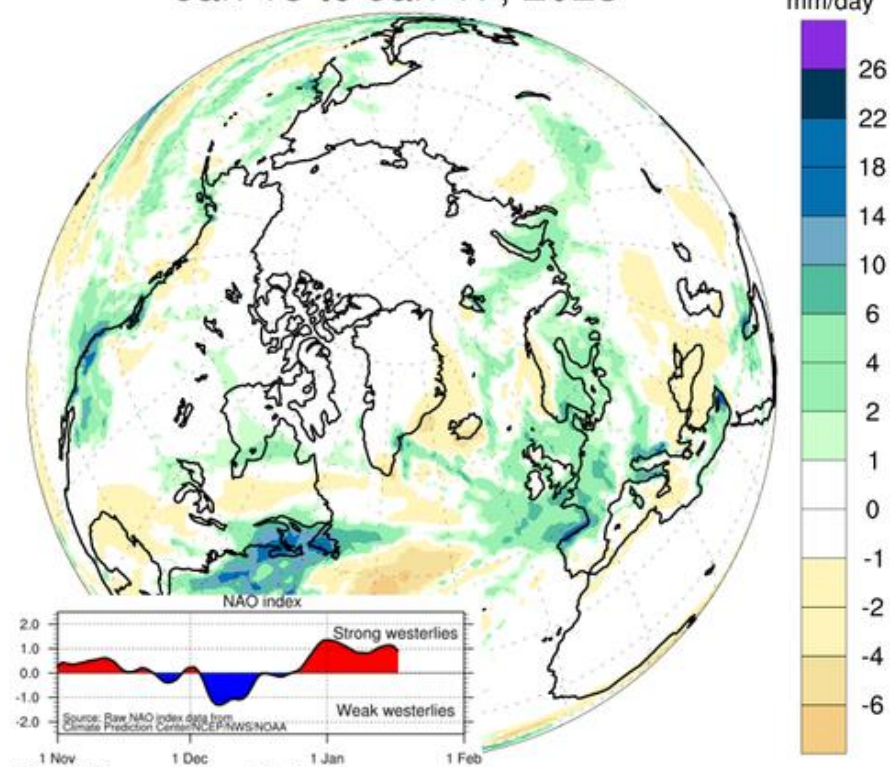 mm/day
26
22
18
14
10
6
4
2
1
0
-1
-2
-4
-6
NAO index
2.0
1.0
0.0
-1.0
-2.0
Strong westerlies
Weak westerlies
Source: Raw NAO index data from
Climate Prediction Center/NCEP/NWS/NOAA
1 Nov
1 Dec
1 Jan
1 Feb